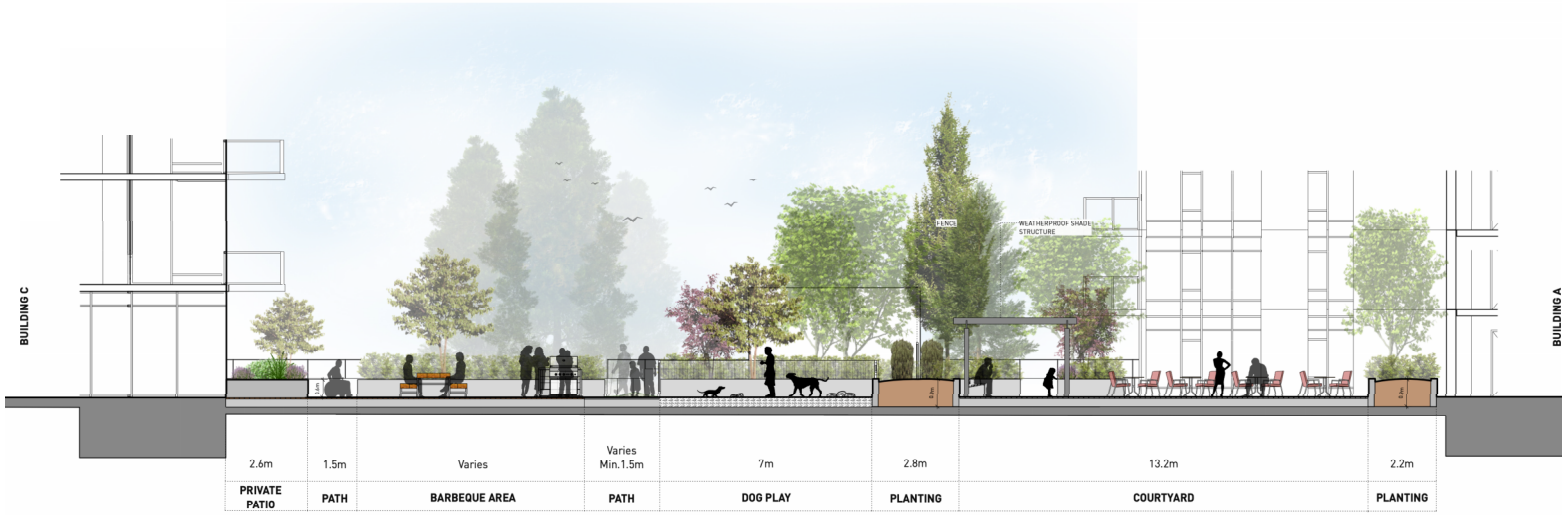 FENCE
WEATHERPROOF SHADE
STRUCTURE
BUILDING C
BUILDING A
2.6m
1.5m
Varies
Varies
Min.1.5m
7m
2.8m
13.2m
2.2m
PRIVATE
PATIO
PATH
BARBEQUE AREA
PATH
DOG PLAY
PLANTING
COURTYARD
PLANTING